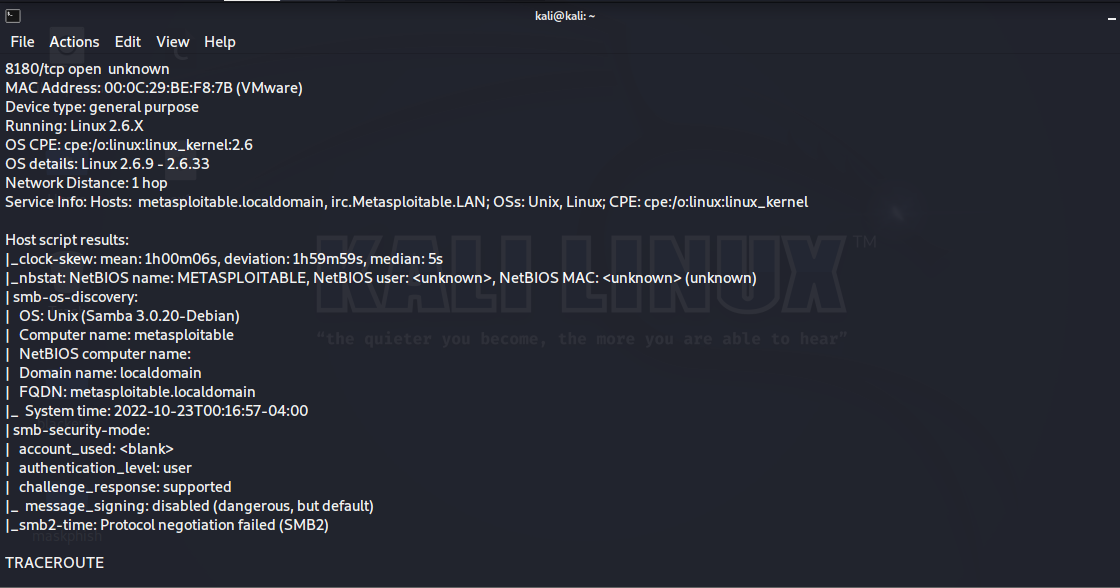 kali@kali: ~
File Actions Edit View Help
8180/tcp open  unknown
MAC Address: 00:0C:29:BE:F8:7B (VMware)
Device type: general purpose
Running: Linux 2.6.X
OS CPE: cpe:/o:linux:linux_kernel:2.6
OS details: Linux 2.6.9 - 2.6.33
Network Distance: 1 hop
Service Info: Hosts:  metasploitable.localdomain, irc.Metasploitable.LAN; OSs: Unix, Linux; CPE: cpe:/o:linux:linux_kernel
Host script results:
|_clock-skew: mean: 1h00m06s, deviation: 1h59m59s, median: 5s
|_nbstat: NetBIOS name: METASPLOITABLE, NetBIOS user: <unknown>, NetBIOS MAC: <unknown> (unknown)
| smb-os-discovery:
|   OS: Unix (Samba 3.0.20-Debian)
|   Computer name: metasploitable
|   NetBIOS computer name:
|   Domain name: localdomain
|   FQDN: metasploitable.localdomain
|_  System time: 2022-10-23T00:16:57-04:00
| smb-security-mode:
|   account_used: <blank>
|   authentication_level: user
|   challenge_response: supported
|_  message_signing: disabled (dangerous, but default)
|_smb2-time: Protocol negotiation failed (SMB2)
TRACEROUTE
KALI LINUX™
"the quieter you become, the more you are able to hear"
maskphish